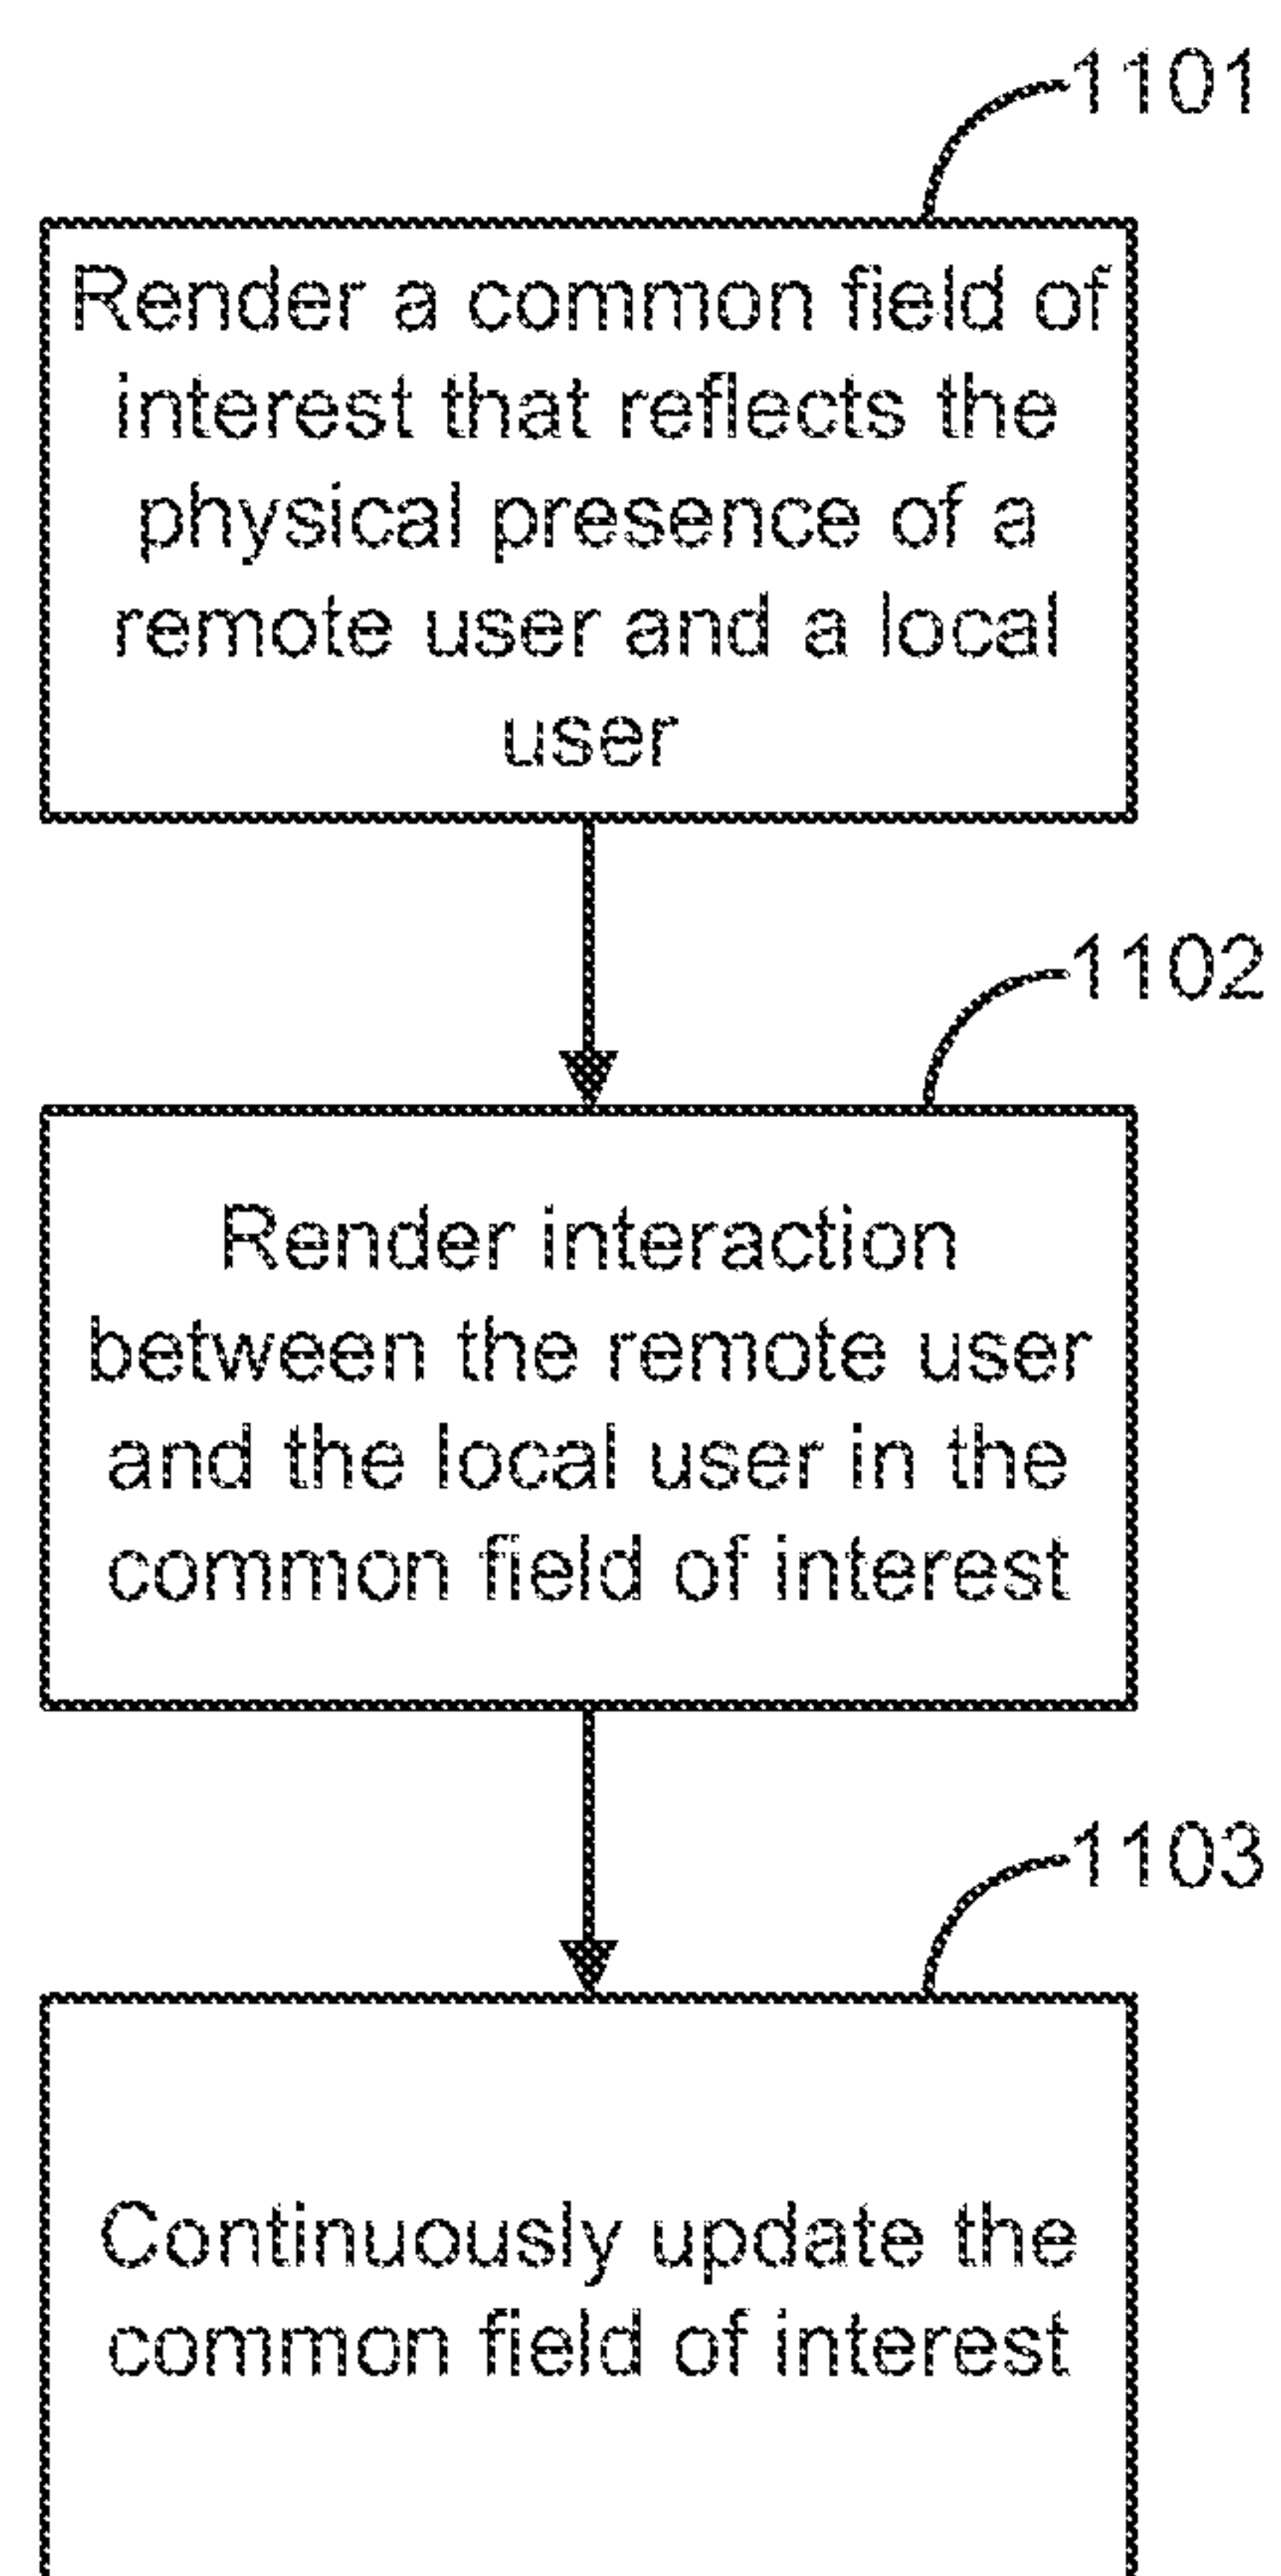 1101
Render a common field of
interest that reflects the
physical presence of a
remote user and a local
user
1102
Render interaction
between the remote user
and the local user in the
common field of interest
1103
Continuously update the
common field of interest